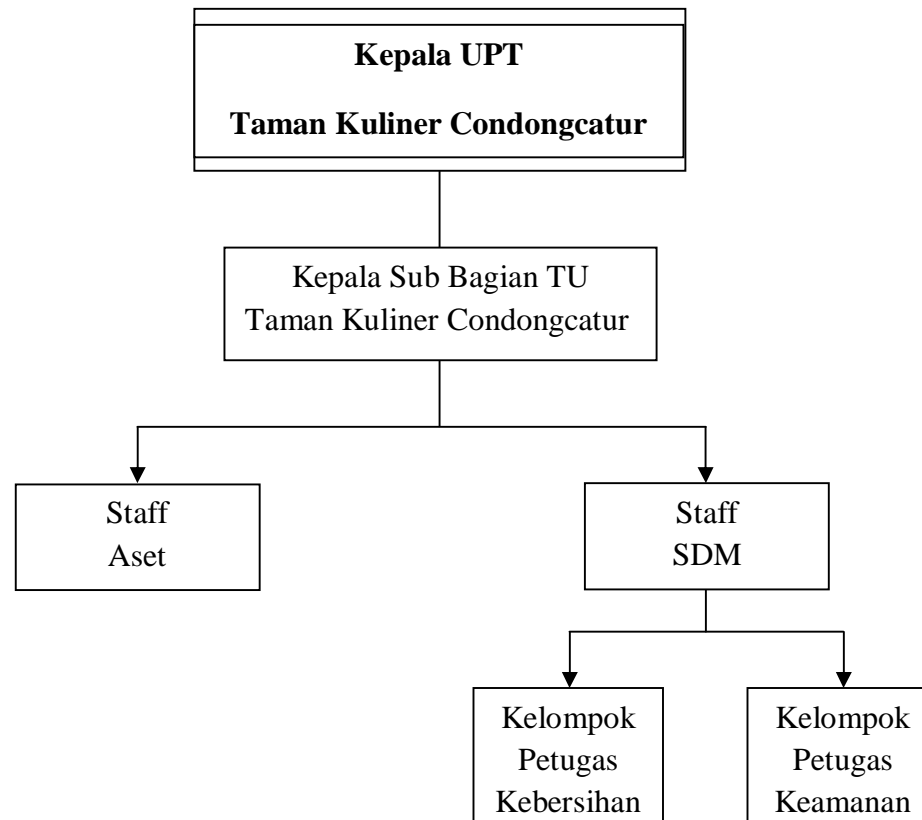 Kepala UPT
Taman Kuliner Condongcatur
Kepala Sub Bagian TU
Taman Kuliner Condongcatur
Staff
Aset
Staff
SDM
Kelompok
Petugas
Kebersihan
Kelompok
Petugas
Keamanan